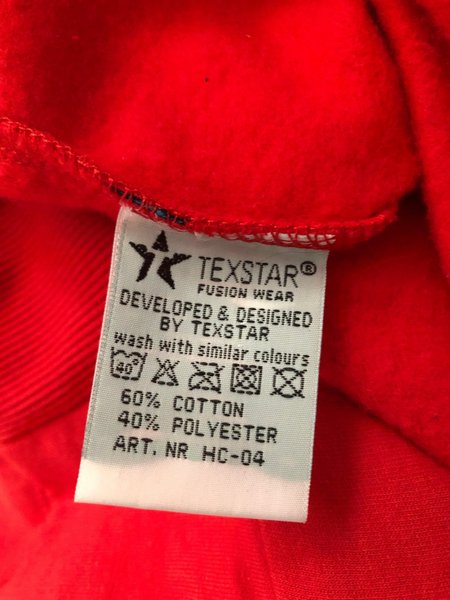 TEXSTAR®
FUSION WEAR
DEVELOPED & DESIGNED
BY TEXSTAR
wash with similar colours
40°
60% COTTON
40% POLYESTER
ART. NR HC-04